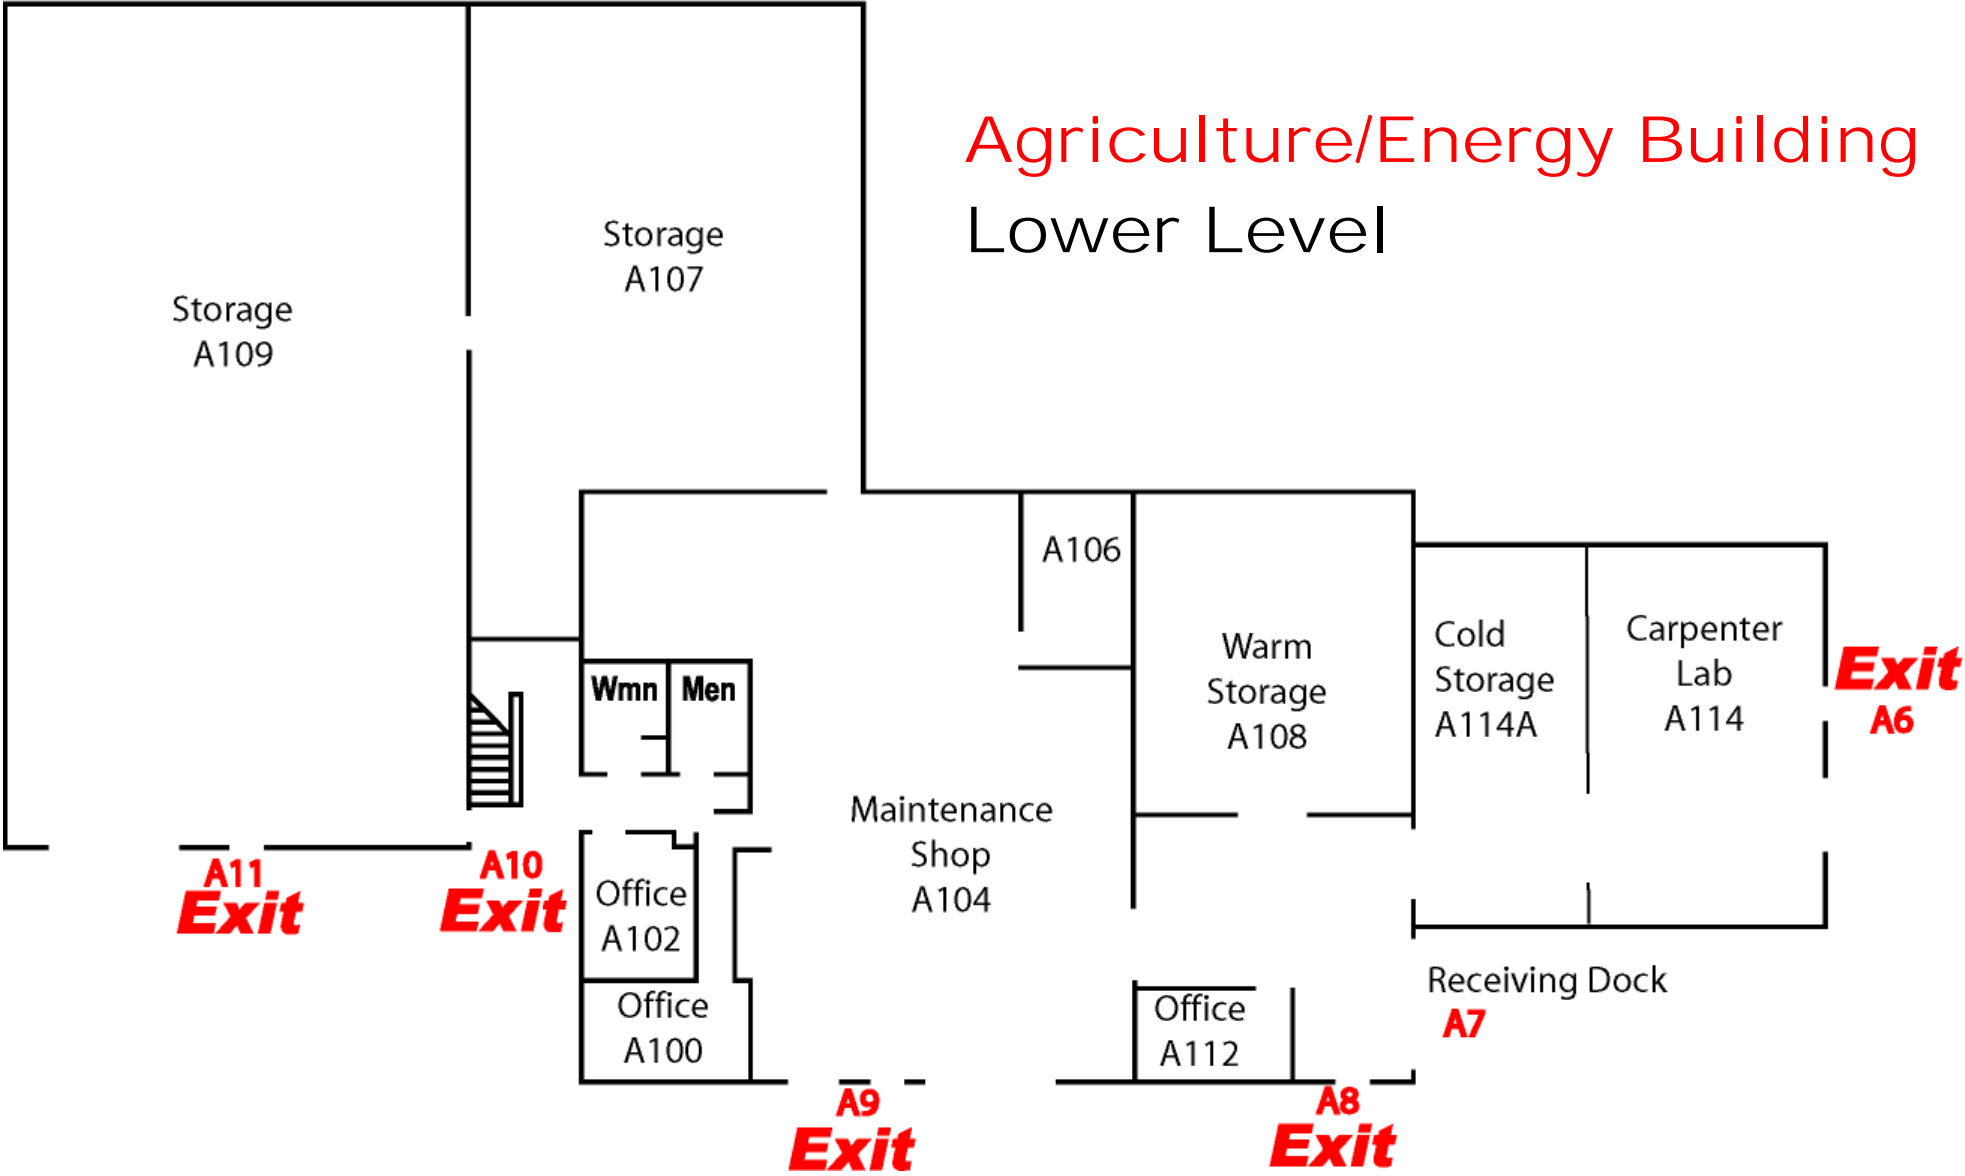 Agriculture/Energy Building
Lower Level
Storage
A107
Storage
A109
A106
Warm
Storage
A108
Cold
Storage
A114A
Carpenter
Lab
A114
Exit
A6
Wmn
Men
Maintenance
Shop
A104
A11
Exit
A10
Exit
Office
A102
Office
A100
Office
A112
Receiving Dock
A7
A9
Exit
A8
Exit